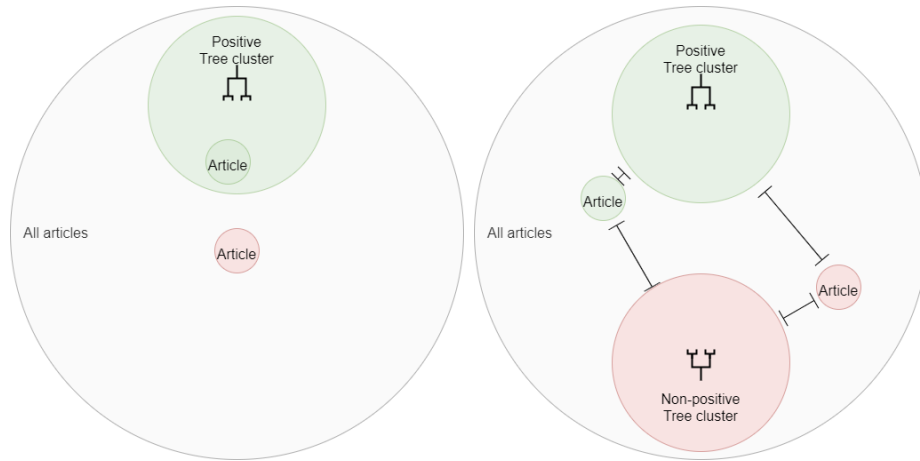 Positive
Tree cluster
Article
All articles
Article
Positive
Tree cluster
Article
All articles
Article
Non-positive
Tree cluster